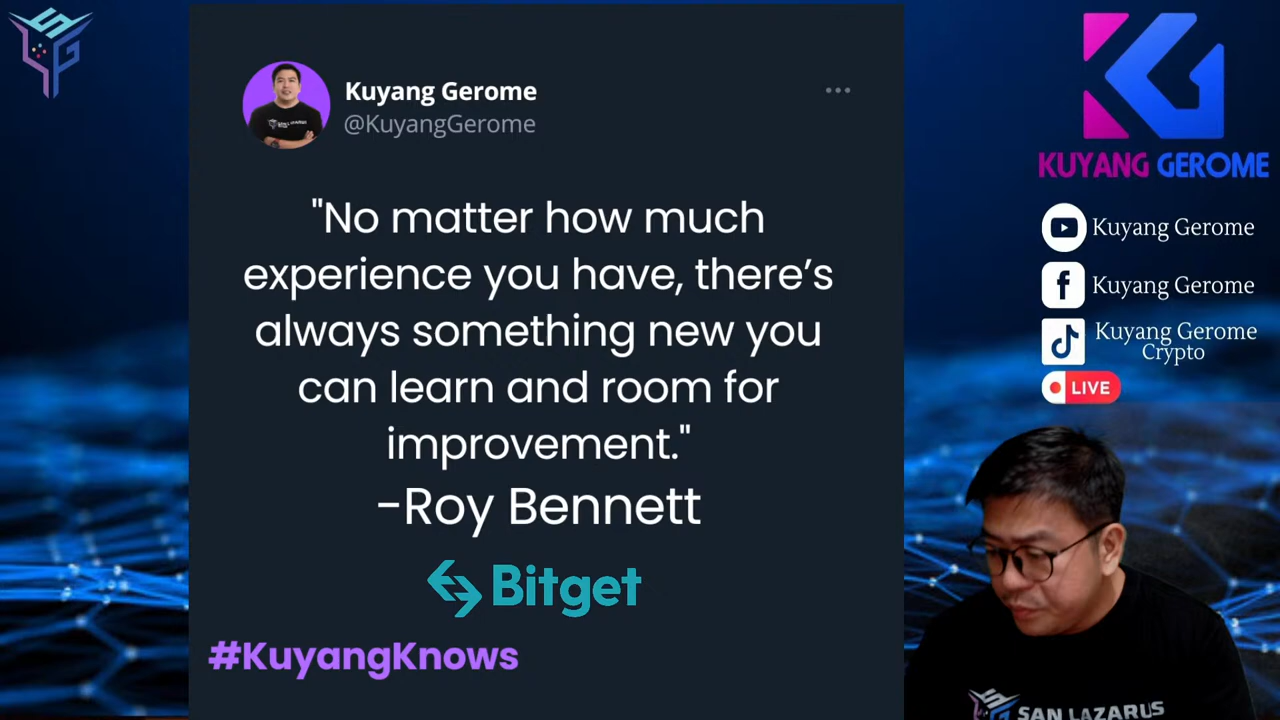 Kuyang Gerome
@KuyangGerome
"No matter how much
experience you have, there’s
always something new you
can learn and room for
improvement."
-Roy Bennett
Bitget
#KuyangKnows
KG
KUYANG GEROME
Kuyang Gerome
Kuyang Gerome
Kuyang Gerome
Crypto
LIVE
SAN LAZARUS